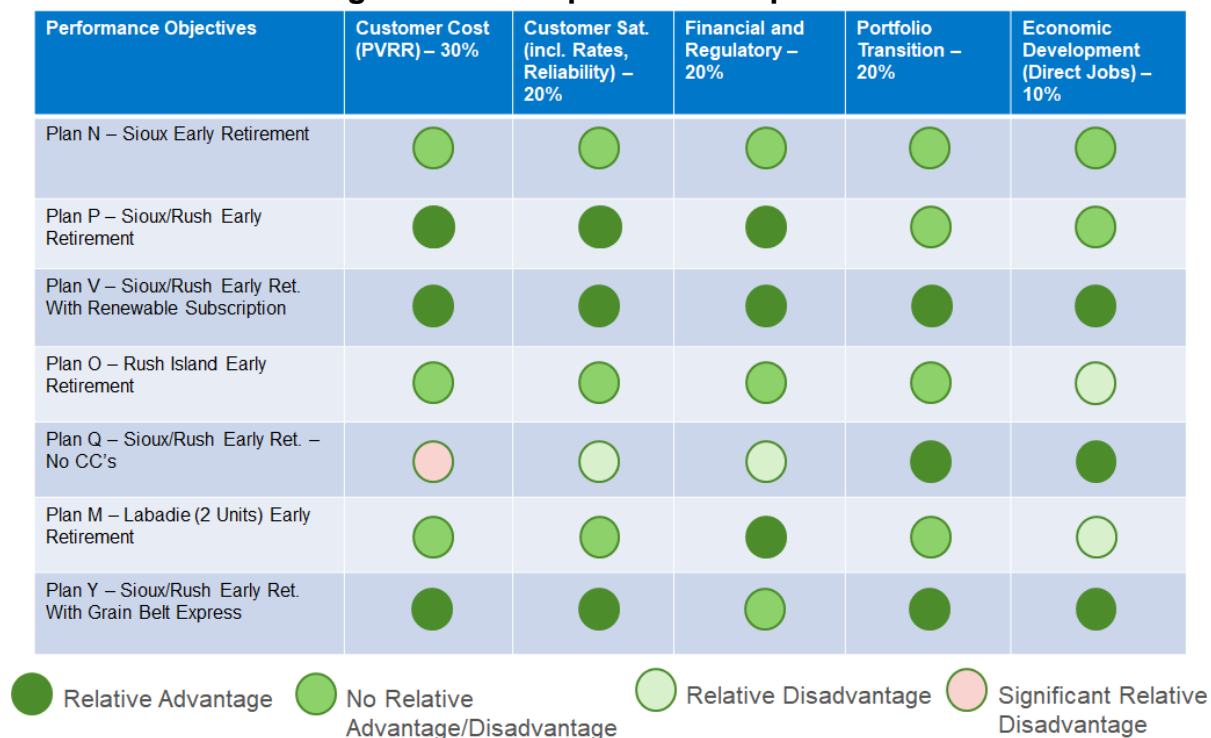 Performance Objectives
Customer Cost
(PVRR) – 30%
Customer Sat.
(incl. Rates,
Reliability) –
20%
Financial and
Regulatory –
20%
Portfolio
Transition –
20%
Economic
Development
(Direct Jobs) –
10%
Plan N – Sioux Early Retirement
Plan P – Sioux/Rush Early
Retirement
Plan V – Sioux/Rush Early Ret.
With Renewable Subscription
Plan O – Rush Island Early
Retirement
Plan Q – Sioux/Rush Early Ret. –
No CC's
Plan M – Labadie (2 Units) Early
Retirement
Plan Y – Sioux/Rush Early Ret.
With Grain Belt Express
Relative Advantage
No Relative
Advantage/Disadvantage
Relative Disadvantage
Significant Relative
Disadvantage